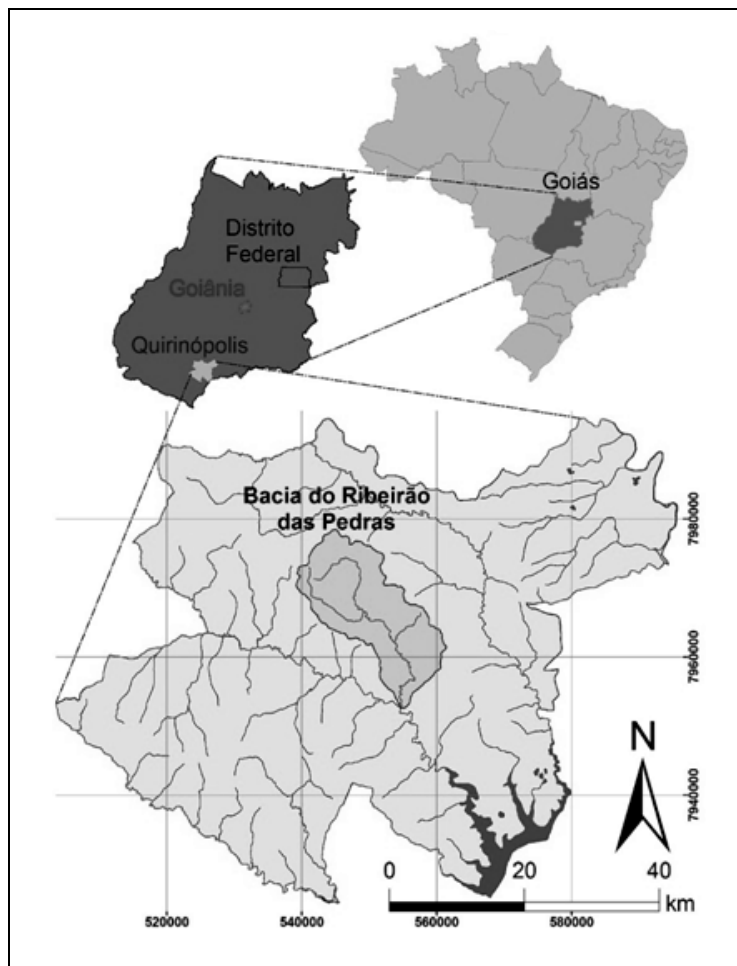 Goiás
Distrito
Federal
Goiânia
Quirinópolis
Bacia do Ribeirão
das Pedras
7980000
7960000
7940000
N
0 20 40
km
520000 540000 560000 580000